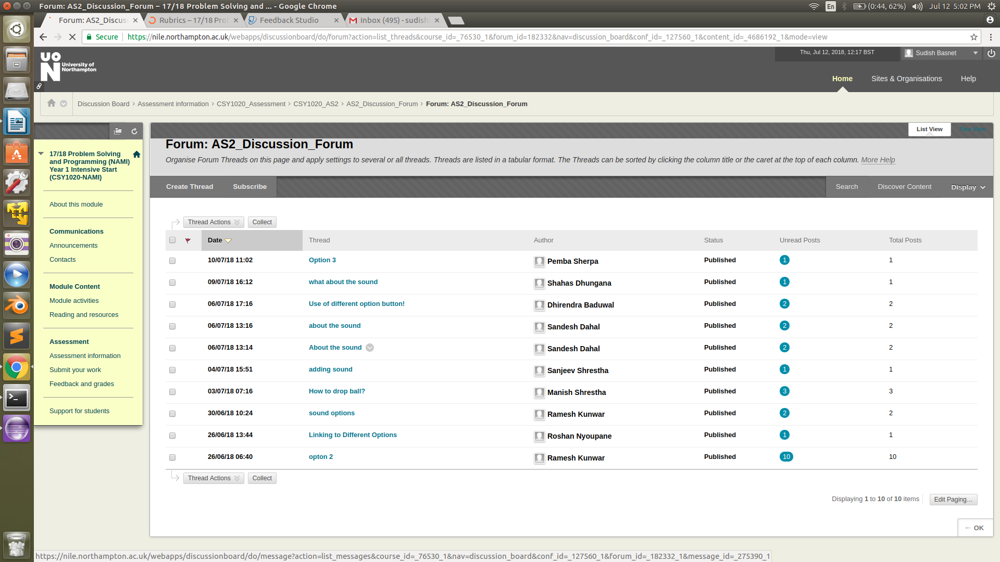 Forum: AS2_Discussion_Forum – 17/18 Problem Solving and ... - Google Chrome
En
(0:44, 62%)
Jul 12 5:02 PM
Forum: AS2_Discus
Rubrics – 17/18 Prob
Feedback Studio
Inbox (495) - sudish
Secure
https://nile.northampton.ac.uk/webapps/discussionboard/do/forum?action=list_threads&course_id=_76530_1&forum_id=182332&nav=discussion_board&conf_id=_127560_1&content_id=_4686192_1&mode=view
UON
University of
Northampton
Thu, Jul 12, 2018, 12:17 BST
Sudish Basnet
Home
Sites & Organisations
Help
Discussion Board
Assessment information
CSY1020_Assessment
CSY1020_AS2
AS2_Discussion_Forum
Forum: AS2_Discussion_Forum
17/18 Problem Solving
and Programming (NAMI)
Year 1 Intensive Start
(CSY1020-NAMI)
About this module
Communications
Announcements
Contacts
Module Content
Module activities
Reading and resources
Assessment
Assessment information
Submit your work
Feedback and grades
Support for students
List View
Tree View
Forum: AS2_Discussion_Forum
Organise Forum Threads on this page and apply settings to several or all threads. Threads are listed in a tabular format. The Threads can be sorted by clicking the column title or the caret at the top of each column. More Help
Create Thread
Subscribe
Search
Discover Content
Display
Thread Actions
Collect
Date Thread Author Status Unread Posts Total Posts
10/07/18 11:02 Option 3 Pemba Sherpa Published 1 1
09/07/18 16:12 what about the sound Shahas Dhungana Published 1 1
06/07/18 17:16 Use of different option button! Dhirendra Baduwal Published 2 2
06/07/18 13:16 about the sound Sandesh Dahal Published 2 2
06/07/18 13:14 About the sound Sandesh Dahal Published 2 2
04/07/18 15:51 adding sound Sanjeev Shrestha Published 1 1
03/07/18 07:16 How to drop ball? Manish Shrestha Published 3 3
30/06/18 10:24 sound options Ramesh Kunwar Published 2 2
26/06/18 13:44 Linking to Different Options Roshan Nyoupane Published 1 1
26/06/18 06:40 opton 2 Ramesh Kunwar Published 10 10
Thread Actions
Collect
Displaying 1 to 10 of 10 items
Edit Paging...
← OK
https://nile.northampton.ac.uk/webapps/discussionboard/do/message?action=list_messages&course_id=_76530_1&nav=discussion_board&conf_id=_127560_1&forum_id=_182332_1&message_id=_275390_1